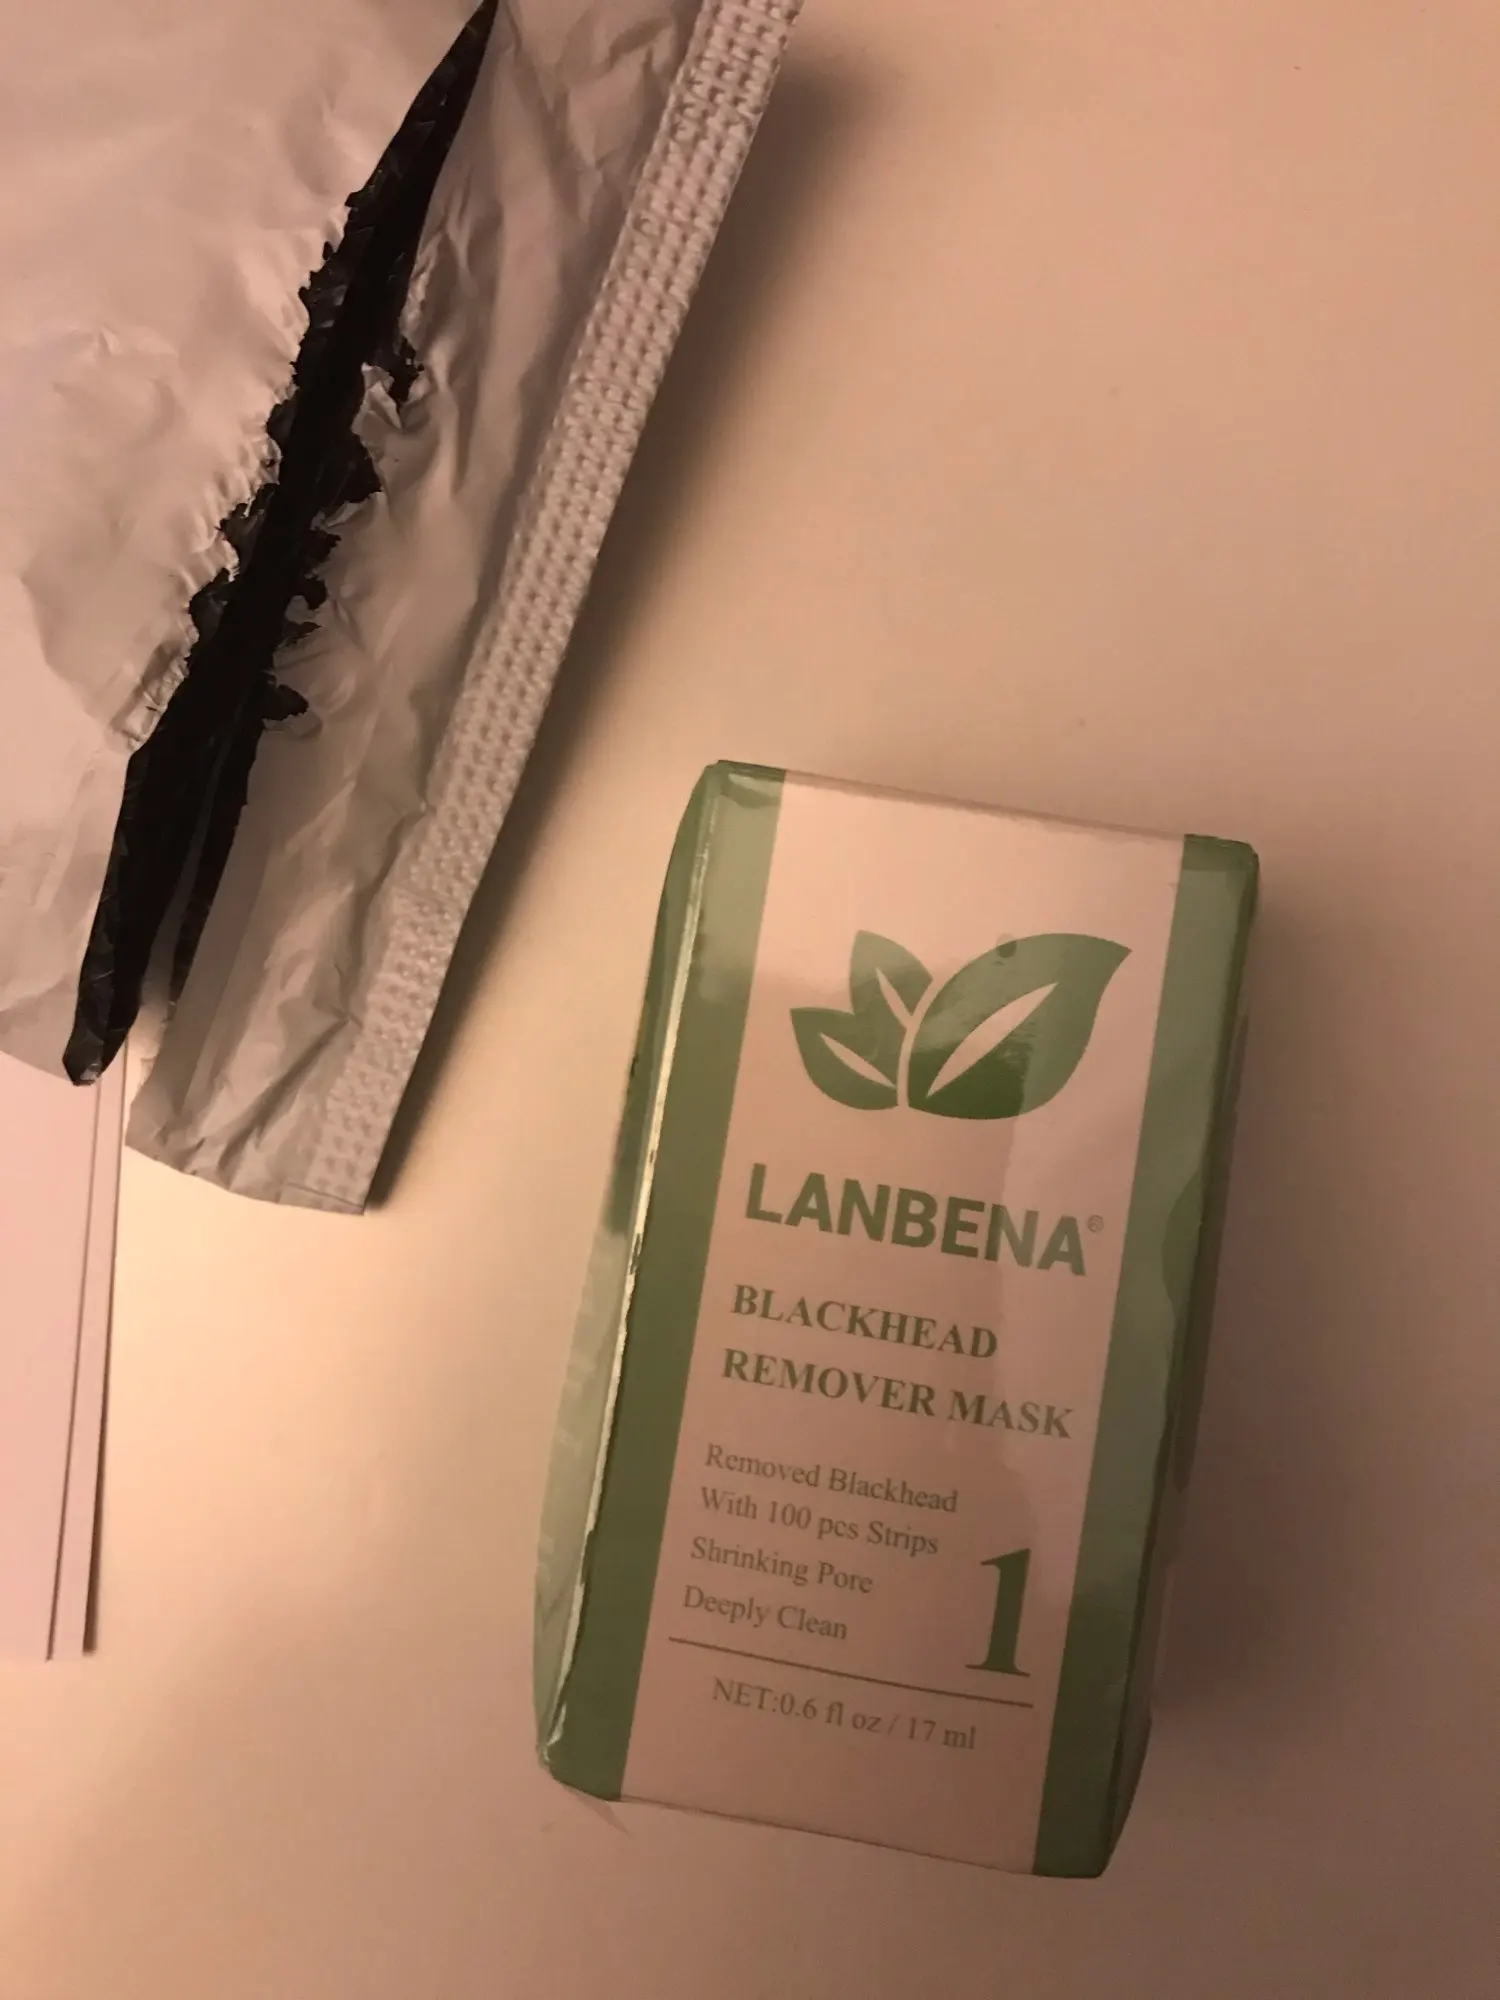 LANBENA®
BLACKHEAD
REMOVER MASK
Removed Blackhead
With 100 pcs Strips
Shrinking Pore
Deeply Clean
1
NET:0.6 fl oz / 17 ml